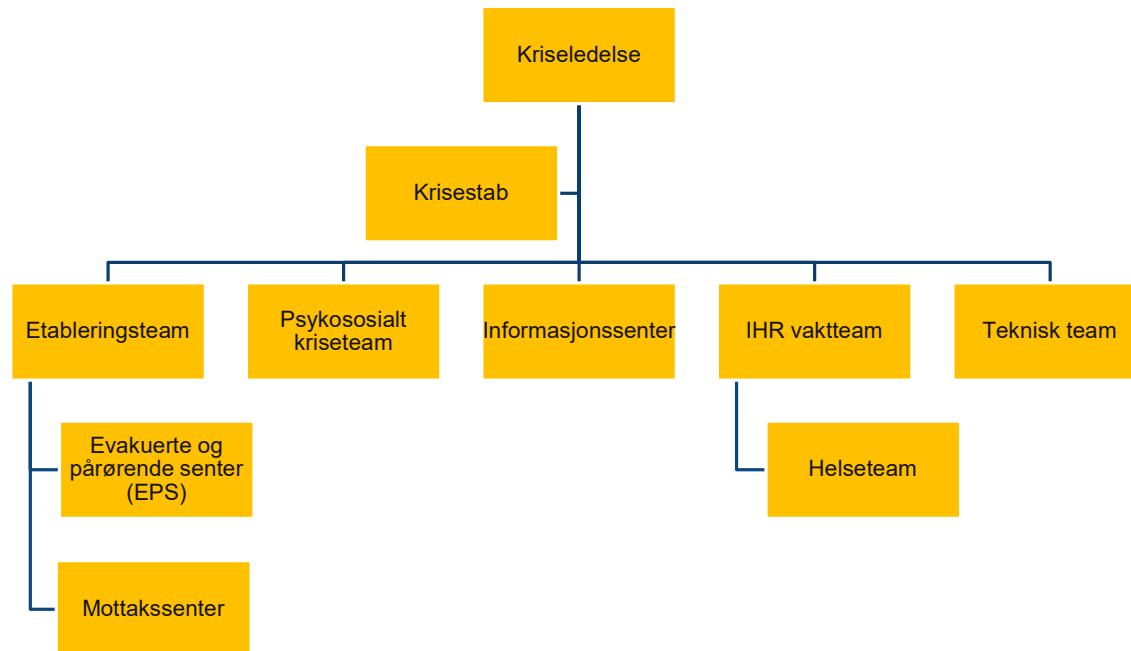 Kriseledelse
Krisestab
Etableringsteam
Psykososialt
kriseteam
Informasjonssenter
IHR vaktteam
Teknisk team
Evakuerte og
pårørende senter
(EPS)
Helseteam
Mottakssenter